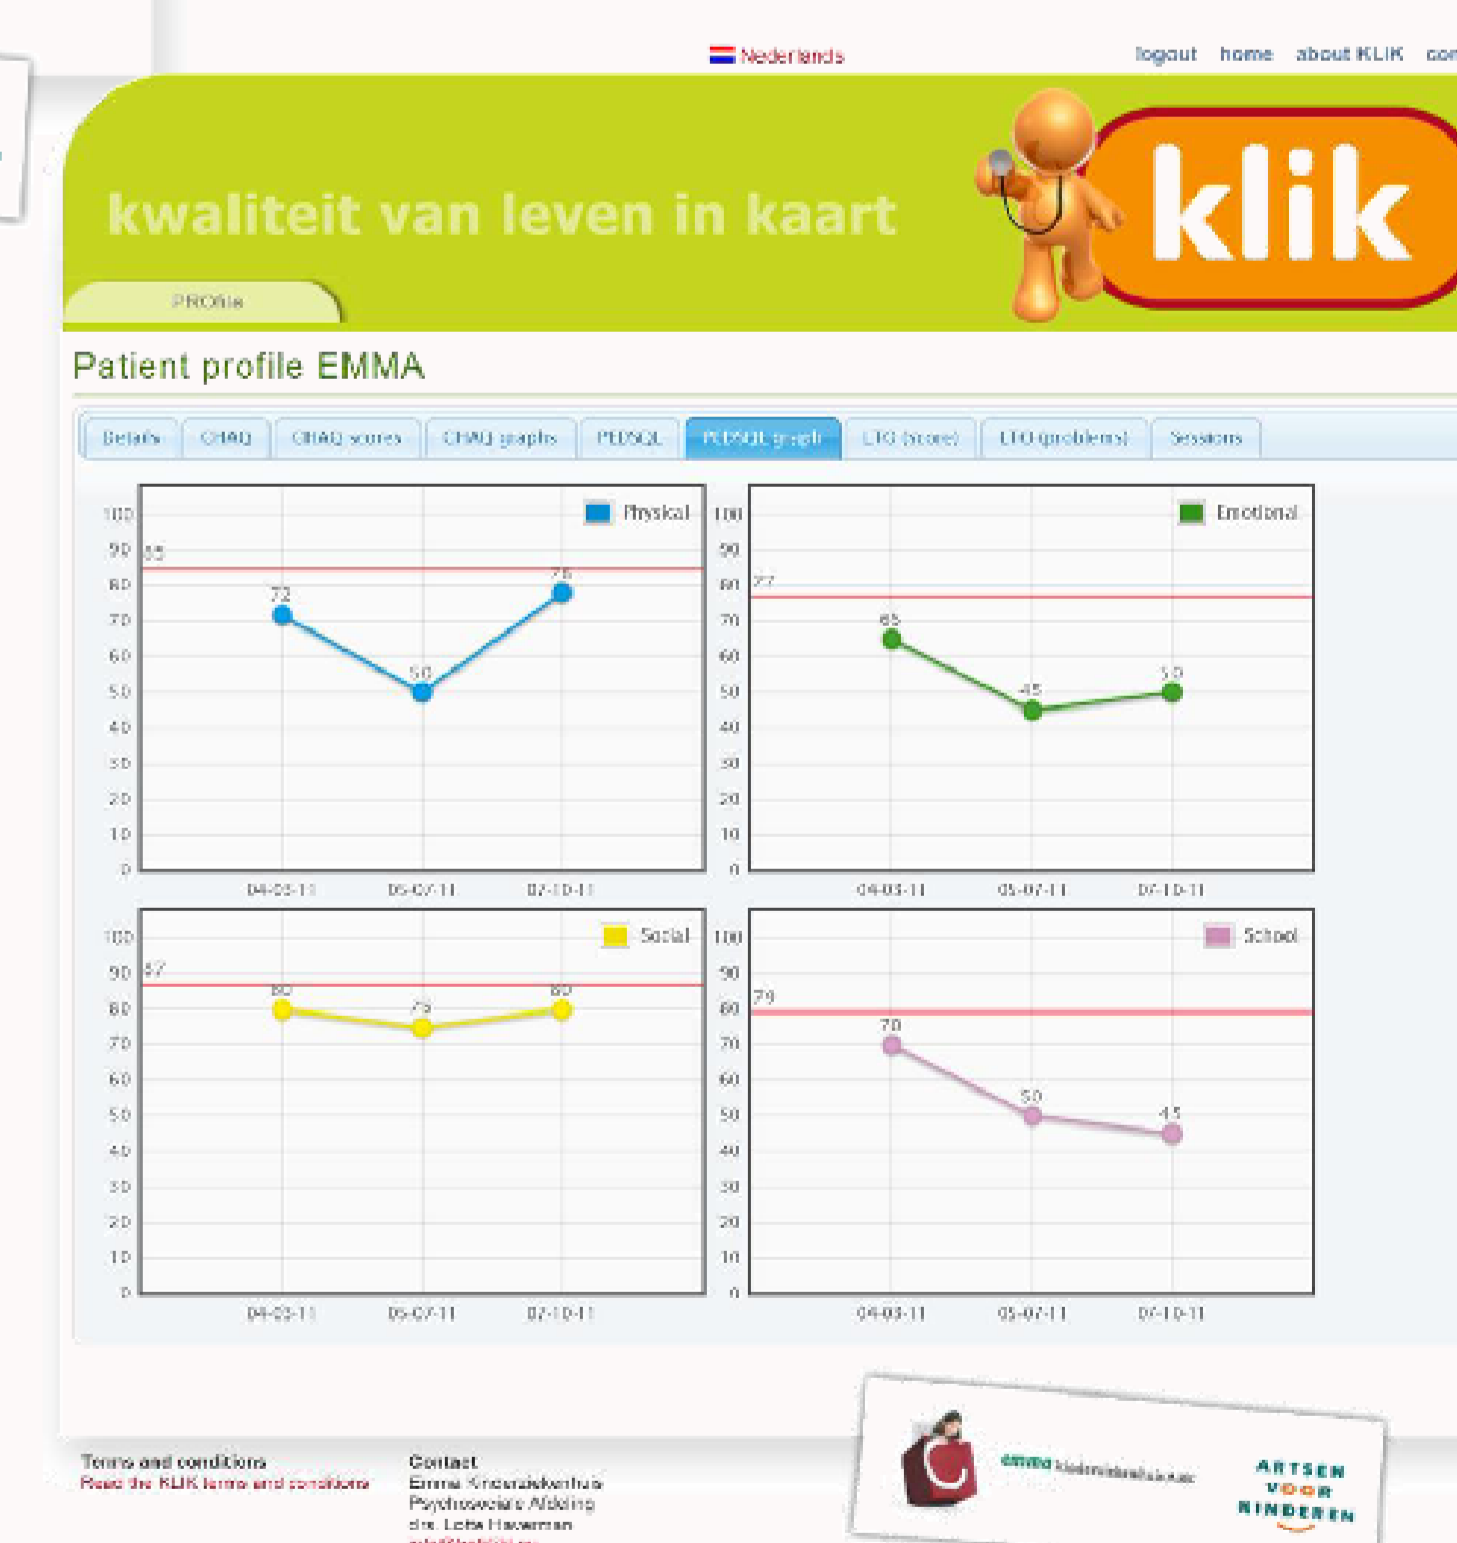 Nederlands
logout home about KLIK
kwaliteit van leven in kaart
klik
PROfile
Patient profile EMMA
Details CHAQ CHAQ scores CHAQ graphs PEDSQL PEDSQL graph LTO (score) LTO (problems) Sessions
Physical
100
90
80
70
60
50
40
30
20
10
0
85
72
50
04-03-11 05-07-11 07-10-11
Emotional
100
90
80
70
60
50
40
30
20
10
0
77
65
45
50
04-03-11 05-07-11 07-10-11
Social
100
90
80
70
60
50
40
30
20
10
0
87
80
75
80
04-03-11 05-07-11 07-10-11
School
100
90
80
70
60
50
40
30
20
10
0
79
70
50
45
04-03-11 05-07-11 07-10-11
Terms and conditions
Read the KLIK terms and conditions
Contact
Emma Kinderziekenhuis
Psychosociale Afdeling
drs. Lotte Haverman
emma kinderziekenhuis AMC
ARTSEN
VOOR
KINDEREN